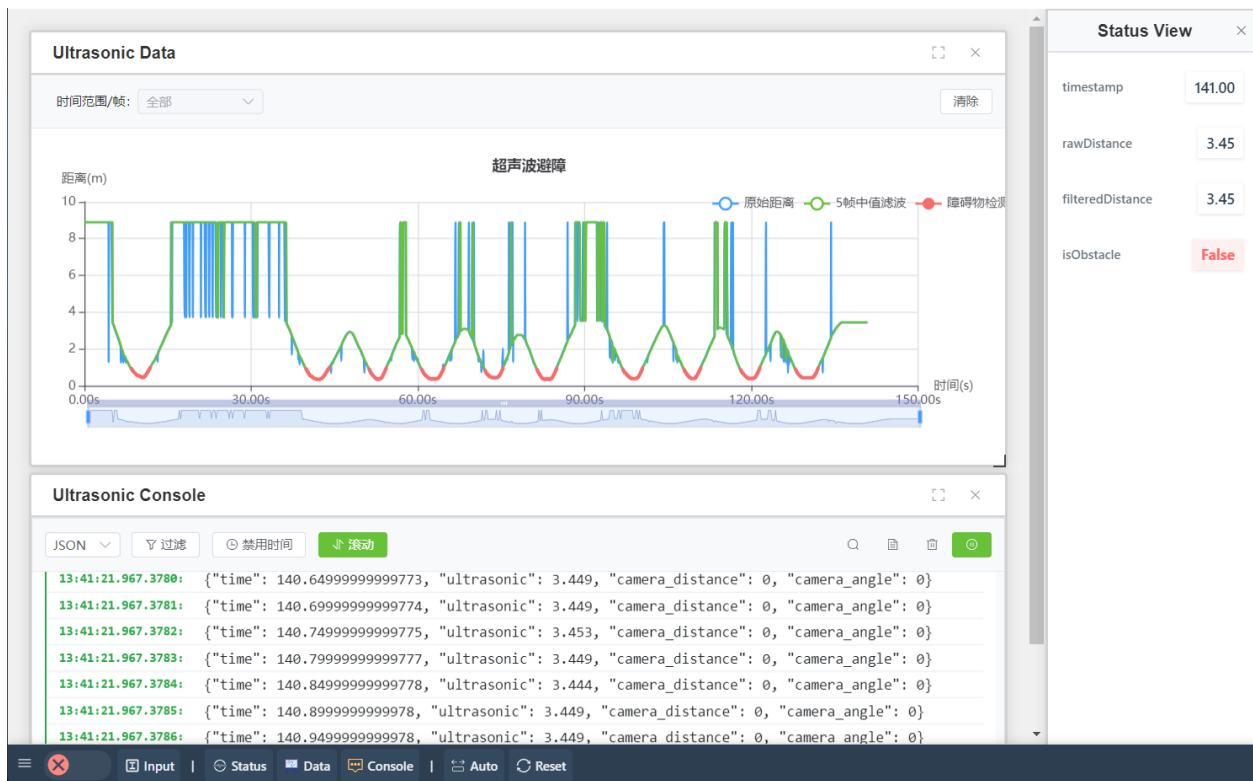 Ultrasonic Data
时间范围/帧: 全部
清除
超声波避障
距离(m)
原始距离 5帧中值滤波 障碍物检测
10
8
6
4
2
0
0.00s 30.00s 60.00s 90.00s 120.00s 150.00s
时间(s)
Ultrasonic Console
JSON 过滤 禁用时间 滚动
13:41:21.967.3780: {"time": 140.64999999999773, "ultrasonic": 3.449, "camera_distance": 0, "camera_angle": 0}
13:41:21.967.3781: {"time": 140.69999999999774, "ultrasonic": 3.449, "camera_distance": 0, "camera_angle": 0}
13:41:21.967.3782: {"time": 140.74999999999775, "ultrasonic": 3.453, "camera_distance": 0, "camera_angle": 0}
13:41:21.967.3783: {"time": 140.79999999999777, "ultrasonic": 3.449, "camera_distance": 0, "camera_angle": 0}
13:41:21.967.3784: {"time": 140.84999999999778, "ultrasonic": 3.444, "camera_distance": 0, "camera_angle": 0}
13:41:21.967.3785: {"time": 140.8999999999978, "ultrasonic": 3.449, "camera_distance": 0, "camera_angle": 0}
13:41:21.967.3786: {"time": 140.9499999999978, "ultrasonic": 3.449, "camera_distance": 0, "camera_angle": 0}
Status View
timestamp 141.00
rawDistance 3.45
filteredDistance 3.45
isObstacle False
Input | Status Data Console | Auto Reset